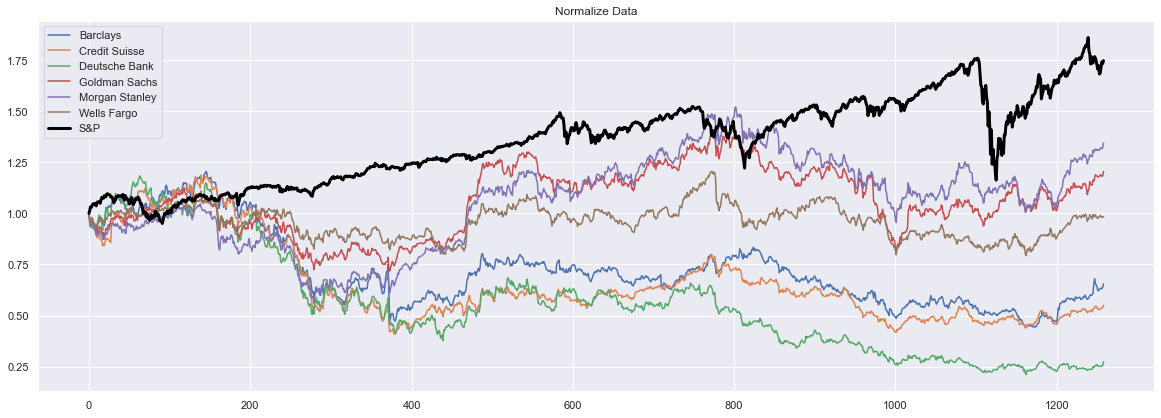 Normalize Data
Barclays
Credit Suisse
Deutsche Bank
Goldman Sachs
Morgan Stanley
Wells Fargo
S&P
1.75
1.50
1.25
1.00
0.75
0.50
0.25
0 200 400 600 800 1000 1200